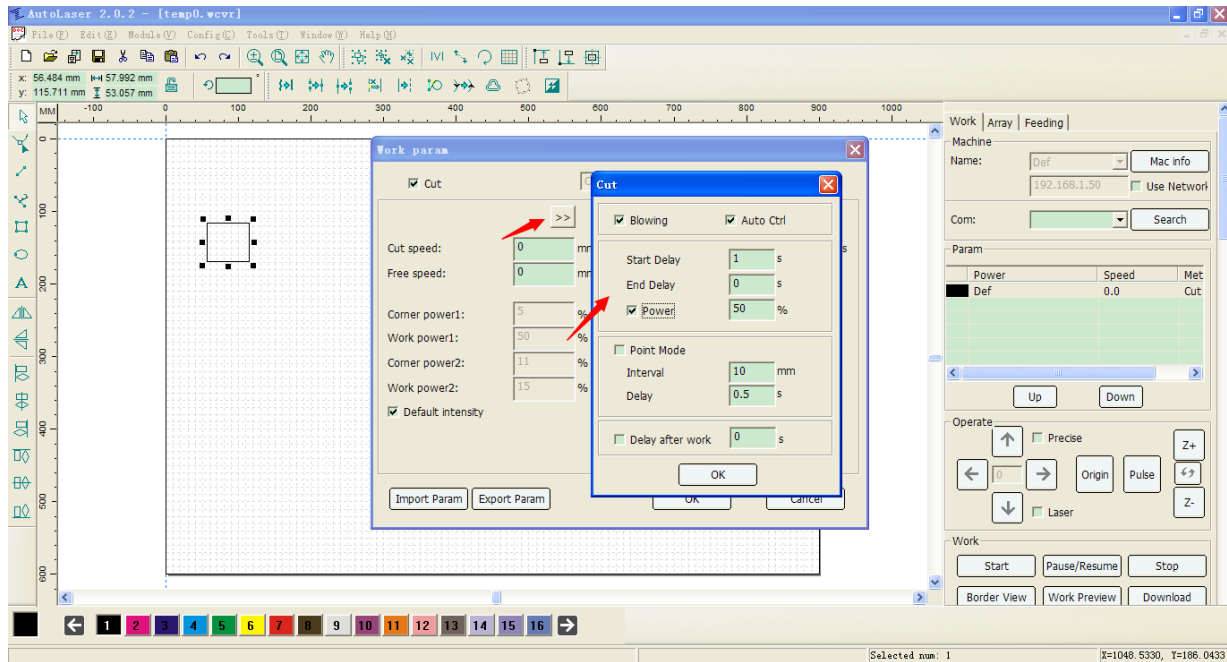 AutoLaser 2.0.2 - [temp0.wcvr]
File(F) Edit(E) Module(V) Config(C) Tools(T) Window(W) Help(H)
x: 56.484 mm 57.992 mm
y: 115.711 mm 53.057 mm
°
MM -100 0 100 200 300 400 500 600 700 800 900 1000
0
100
200
300
400
500
600
Work param
Cut
>>
Cut speed: 0
Free speed: 0
Corner power1: 5 %
Work power1: 50 %
Corner power2: 11 %
Work power2: 15 %
Default intensity
s
Import Param Export Param OK Cancel
Cut
Blowing Auto Ctrl
Start Delay 1 s
End Delay 0 s
Power 50 %
Point Mode
Interval 10 mm
Delay 0.5 s
Delay after work 0 s
OK
Work Array Feeding
Machine
Name: Def Mac info
192.168.1.50 Use Network
Com: Search
Param
Power Speed Met
Def 0.0 Cut
Up Down
Operate
Precise Z+
0 Origin Pulse
Laser Z-
Work
Start Pause/Resume Stop
Border View Work Preview Download
1 2 3 4 5 6 7 8 9 10 11 12 13 14 15 16
Selected num: 1 X=1048.5330, Y=186.0433